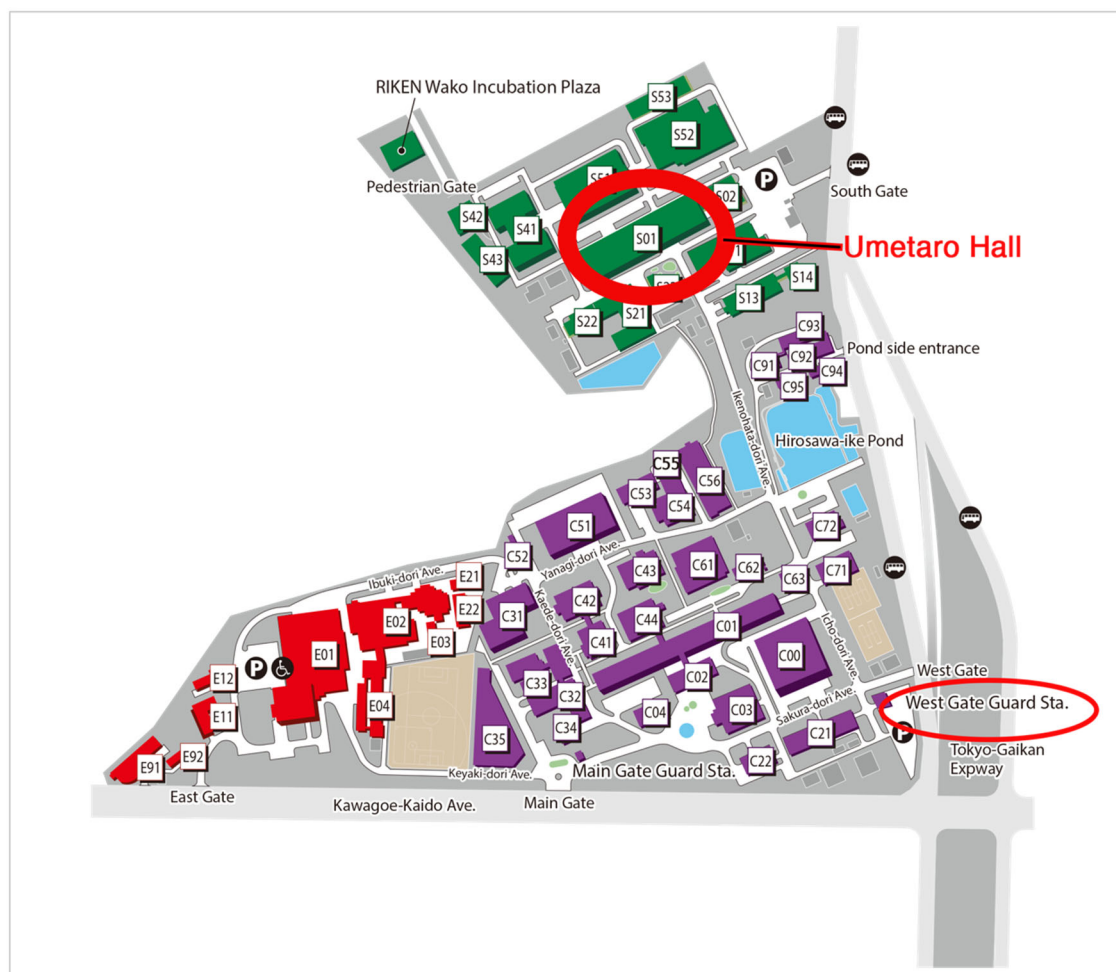 RIKEN Wako Incubation Plaza
S53
S52
Pedestrian Gate
S51
South Gate
S42
S41
S02
S43
S01
Umetaro Hall
S14
S13
S22
S21
C93
Pond side entrance
C92
C91
C94
C95
Ikenohata-dori Ave.
Hirosawa-ike Pond
C55
C56
C53
C54
C51
C72
C52
Yanagi-dori Ave.
Ibuki-dori Ave.
E21
C43
C61
C62
C63
C71
E22
C31
Kaede-dori Ave.
C42
E02
E03
C44
C01
Icho-dori Ave.
E01
C41
C00
E12
C33
C32
C02
West Gate
E04
Sakura-dori Ave.
West Gate Guard Sta.
E11
C34
C04
C03
C35
C21
P
Tokyo-Gaikan
Expway
E91
E92
Keyaki-dori Ave.
Main Gate Guard Sta.
C22
East Gate
Kawagoe-Kaido Ave.
Main Gate
P
P